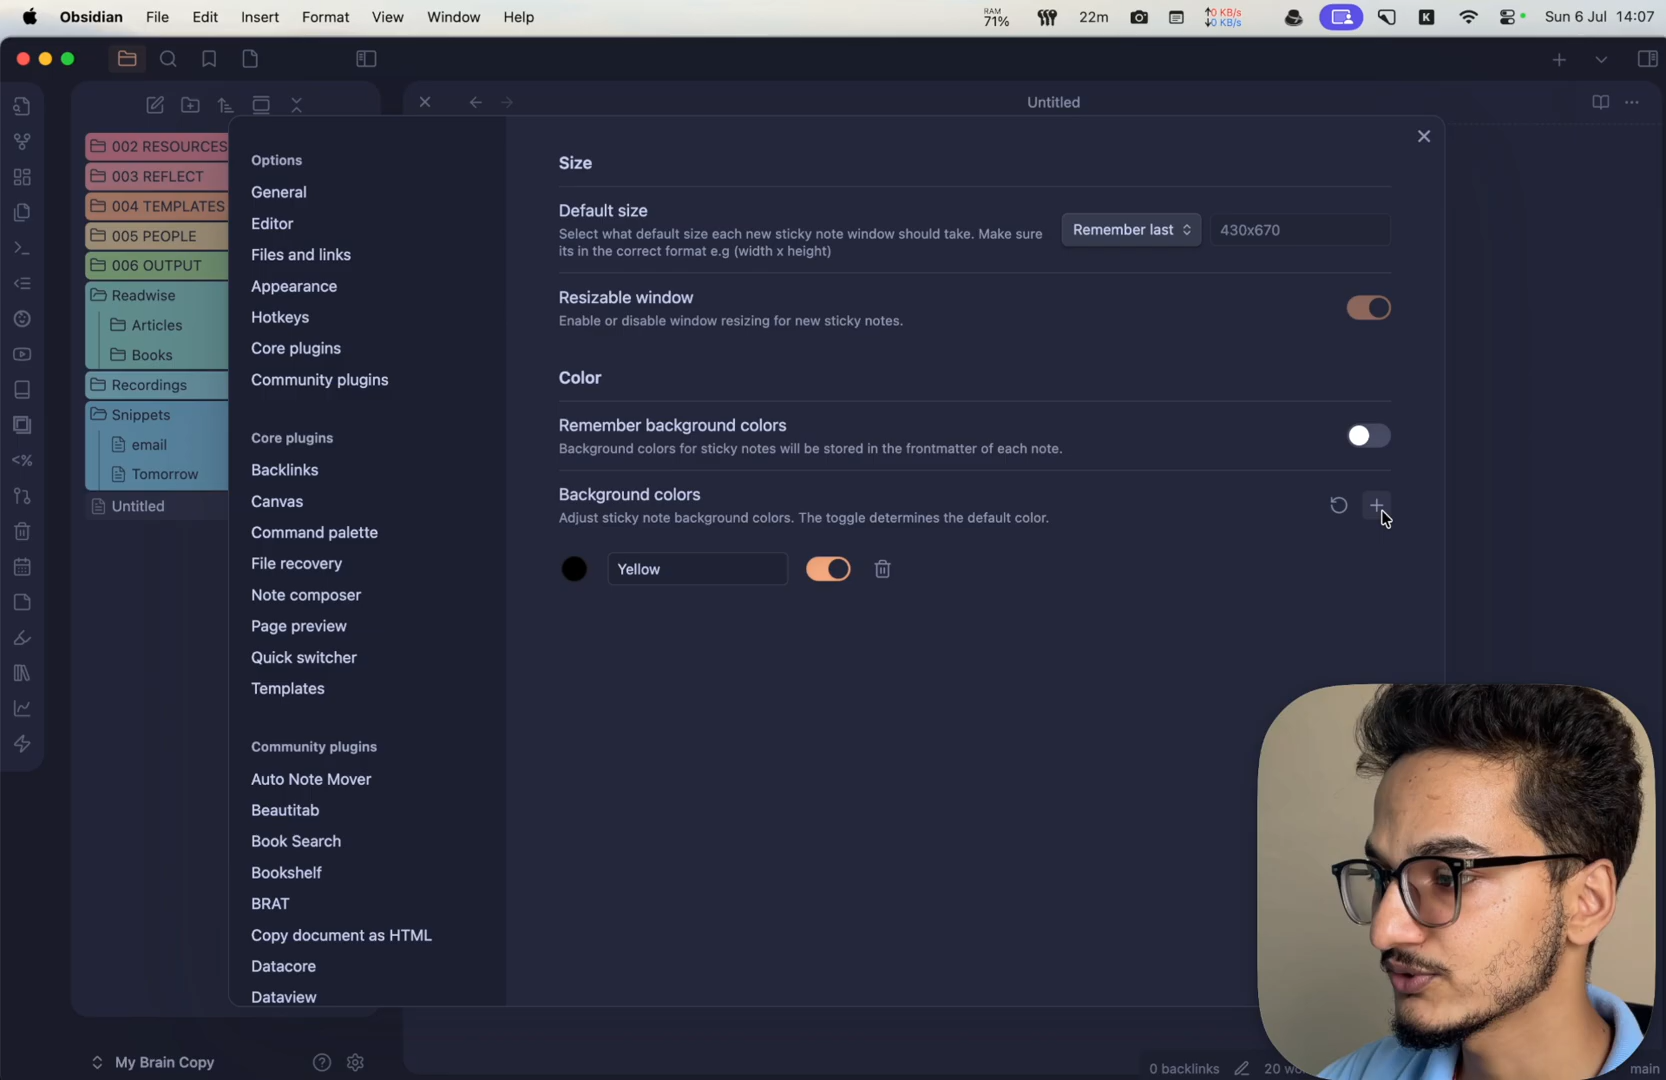 Obsidian File Edit Insert Format View Window Help
RAM
71%
22m
0 KB/s
0 KB/s
K
Sun 6 Jul 14:07
Untitled
002 RESOURCES
003 REFLECT
004 TEMPLATES
005 PEOPLE
006 OUTPUT
Readwise
Articles
Books
Recordings
Snippets
email
Tomorrow
Untitled
My Brain Copy
Options
General
Editor
Files and links
Appearance
Hotkeys
Core plugins
Community plugins
Core plugins
Backlinks
Canvas
Command palette
File recovery
Note composer
Page preview
Quick switcher
Templates
Community plugins
Auto Note Mover
Beautitab
Book Search
Bookshelf
BRAT
Copy document as HTML
Datacore
Dataview
Size
Default size
Select what default size each new sticky note window should take. Make sure
its in the correct format e.g (width x height)
Remember last
430x670
Resizable window
Enable or disable window resizing for new sticky notes.
Color
Remember background colors
Background colors for sticky notes will be stored in the frontmatter of each note.
Background colors
Adjust sticky note background colors. The toggle determines the default color.
Yellow
0 backlinks
20
main